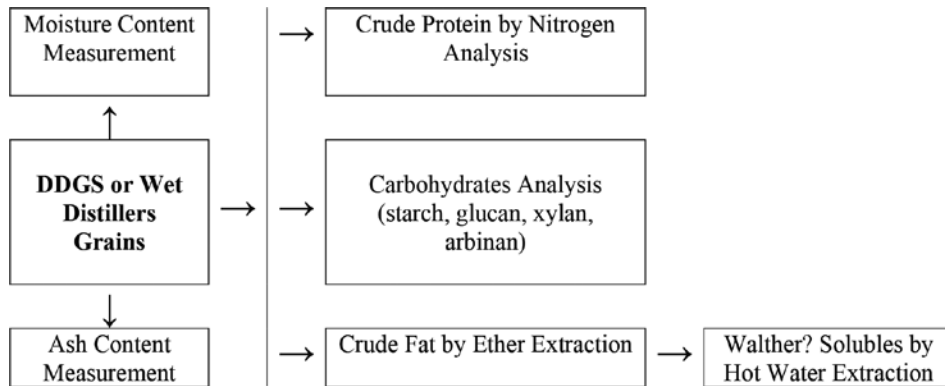 Moisture Content
Measurement
Crude Protein by Nitrogen
Analysis
DDGS or Wet
Distillers
Grains
Carbohydrates Analysis
(starch, glucan, xylan,
arbinan)
Ash Content
Measurement
Crude Fat by Ether Extraction
Walther? Solubles by
Hot Water Extraction